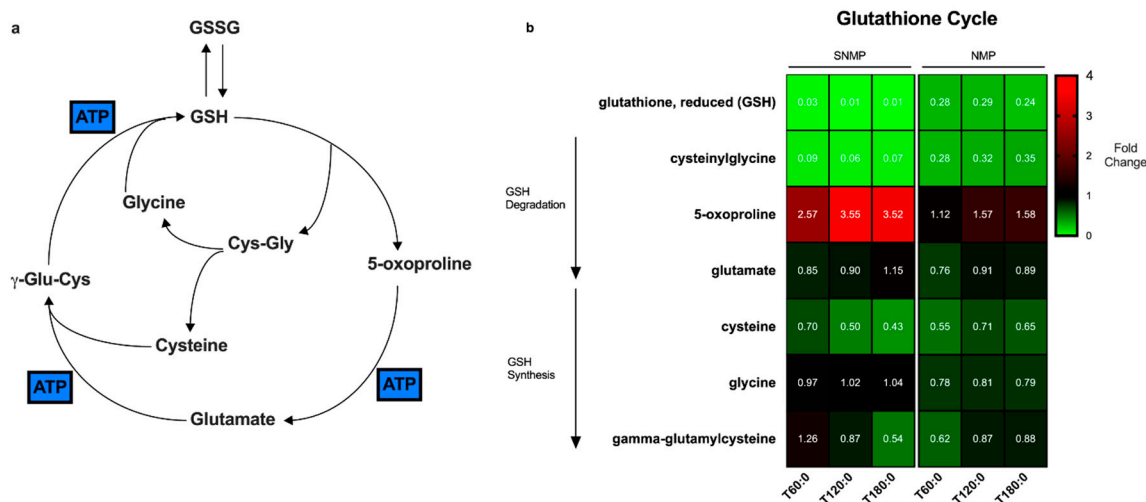 a
GSSG
ATP
GSH
Glycine
Cys-Gly
γ-Glu-Cys
5-oxoproline
Cysteine
ATP
ATP
Glutamate
b
Glutathione Cycle
SNMP NMP
glutathione, reduced (GSH) 0.03 0.01 0.01 0.28 0.29 0.24
cysteinylglycine 0.09 0.06 0.07 0.28 0.32 0.35
5-oxoproline 2.57 3.55 3.52 1.12 1.57 1.58
glutamate 0.85 0.90 1.15 0.76 0.91 0.89
cysteine 0.70 0.50 0.43 0.55 0.71 0.65
glycine 0.97 1.02 1.04 0.78 0.81 0.79
gamma-glutamylcysteine 1.26 0.87 0.54 0.62 0.87 0.88
T60:0 T120:0 T180:0 T60:0 T120:0 T180:0
GSH
Degradation
GSH
Synthesis
4
3
2
1
0
Fold
Change